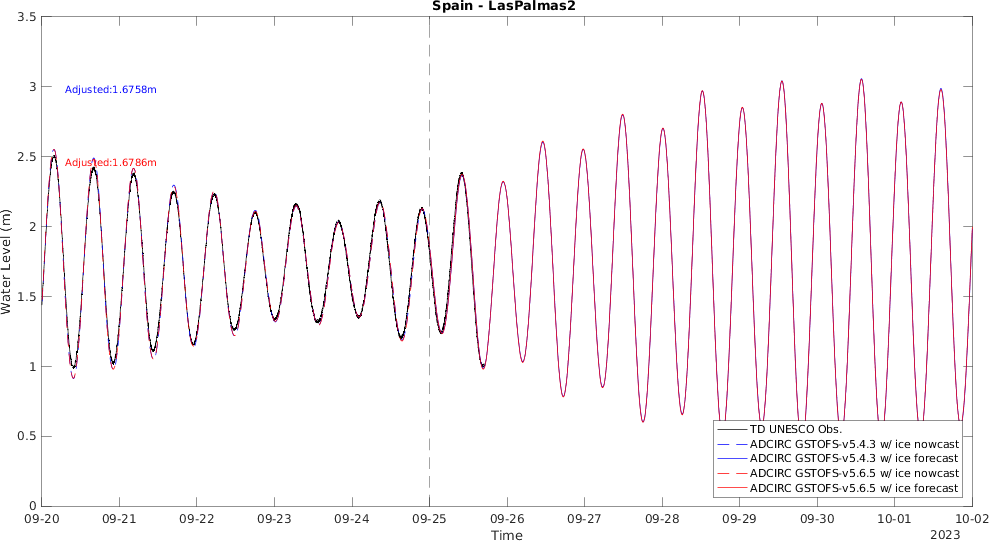 Spain - LasPalmas2
3.5
3
2.5
2
1.5
1
0.5
0
Water Level (m)
Adjusted:1.6758m
Adjusted:1.6786m
TD UNESCO Obs.
ADCIRC GSTOFS-v5.4.3 w/ ice nowcast
ADCIRC GSTOFS-v5.4.3 w/ ice forecast
ADCIRC GSTOFS-v5.6.5 w/ ice nowcast
ADCIRC GSTOFS-v5.6.5 w/ ice forecast
09-20 09-21 09-22 09-23 09-24 09-25 09-26 09-27 09-28 09-29 09-30 10-01 10-02
Time
2023